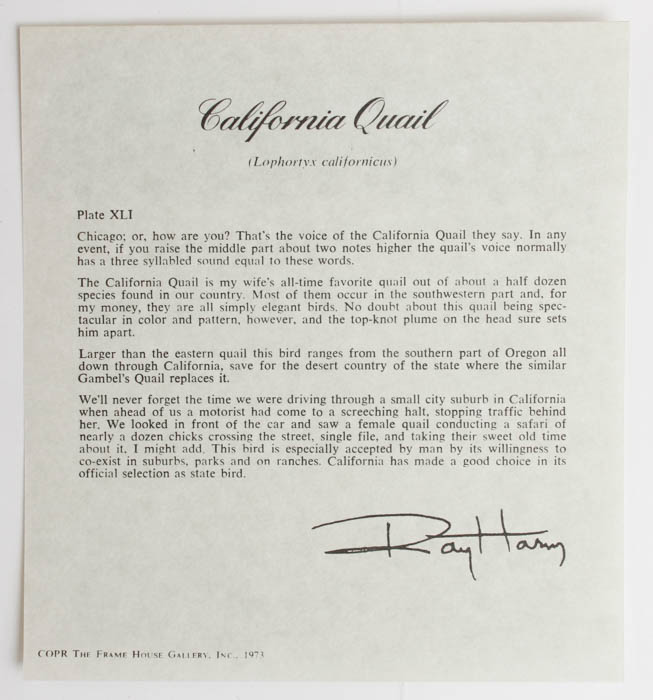 California Quail
(Lophortyx californicus)
Plate XLI
Chicago; or, how are you? That's the voice of the California Quail they say. In any
event, if you raise the middle part about two notes higher the quail's voice normally
has a three syllabled sound equal to these words.
The California Quail is my wife's all-time favorite quail out of about a half dozen
species found in our country. Most of them occur in the southwestern part and, for
my money, they are all simply elegant birds. No doubt about this quail being spec-
tacular in color and pattern, however, and the top-knot plume on the head sure sets
him apart.
Larger than the eastern quail this bird ranges from the southern part of Oregon all
down through California, save for the desert country of the state where the similar
Gambel's Quail replaces it.
We'll never forget the time we were driving through a small city suburb in California
when ahead of us a motorist had come to a screeching halt, stopping traffic behind
her. We looked in front of the car and saw a female quail conducting a safari of
nearly a dozen chicks crossing the street, single file, and taking their sweet old time
about it, I might add. This bird is especially accepted by man by its willingness to
co-exist in suburbs, parks and on ranches. California has made a good choice in its
official selection as state bird.
Ray Harm
COPR THE FRAME HOUSE GALLERY, INC., 1973